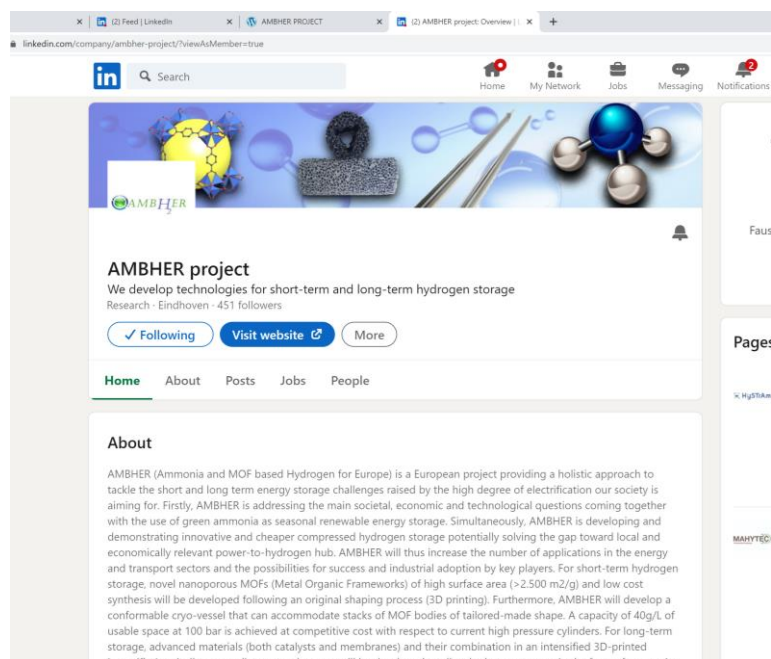 (2) Feed | LinkedIn
AMBHER PROJECT
(2) AMBHER project: Overview |
linkedin.com/company/ambher-project/?viewAsMember=true
in
Search
Home
My Network
Jobs
Messaging
2
Notifications
AMBHER
Faus
AMBHER project
We develop technologies for short-term and long-term hydrogen storage
Research · Eindhoven · 451 followers
Following
Visit website
More
Pages
Home
About
Posts
Jobs
People
HySTrAm
About
AMBHER (Ammonia and MOF based Hydrogen for Europe) is a European project providing a holistic approach to
tackle the short and long term energy storage challenges raised by the high degree of electrification our society is
aiming for. Firstly, AMBHER is addressing the main societal, economic and technological questions coming together
with the use of green ammonia as seasonal renewable energy storage. Simultaneously, AMBHER is developing and
demonstrating innovative and cheaper compressed hydrogen storage potentially solving the gap toward local and
economically relevant power-to-hydrogen hub. AMBHER will thus increase the number of applications in the energy
and transport sectors and the possibilities for success and industrial adoption by key players. For short-term hydrogen
storage, novel nanoporous MOFs (Metal Organic Frameworks) of high surface area (>2.500 m2/g) and low cost
synthesis will be developed following an original shaping process (3D printing). Furthermore, AMBHER will develop a
conformable cryo-vessel that can accommodate stacks of MOF bodies of tailored-made shape. A capacity of 40g/L of
usable space at 100 bar is achieved at competitive cost with respect to current high pressure cylinders. For long-term
storage, advanced materials (both catalysts and membranes) and their combination in an intensified 3D-printed
MAHYTEC